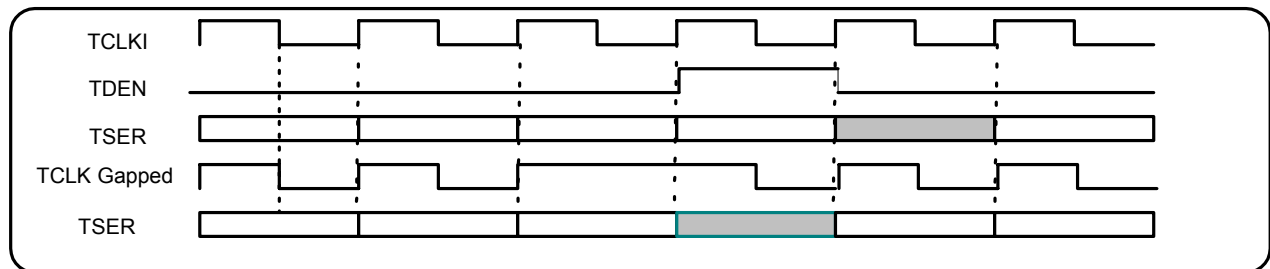 TCLKI
TDEN
TSER
TCLK Gapped
TSER